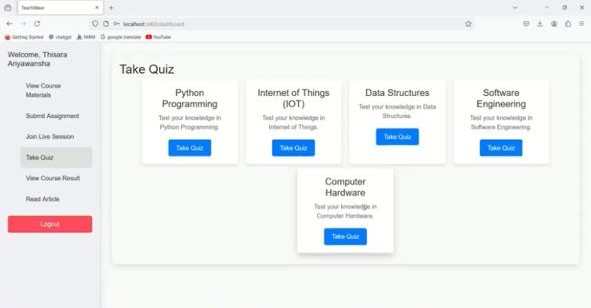 TeachWave
localhost:
/dashboard
Getting Started
chatgpt
NIBM
google translate
YouTube
Welcome, Thisara
Ariyawansha
View Course
Materials
Submit Assignment
Join Live Session
Take Quiz
View Course Result
Read Article
Logout
Take Quiz
Python
Programming
Test your knowledge in
Python Programming.
Take Quiz
Internet of Things
(IOT)
Test your knowledge in
Internet of Things.
Take Quiz
Data Structures
Test your knowledge in Data
Structures.
Take Quiz
Software
Engineering
Test your knowledge in
Software Engineering.
Take Quiz
Computer
Hardware
Test your knowledge in
Computer Hardware.
Take Quiz